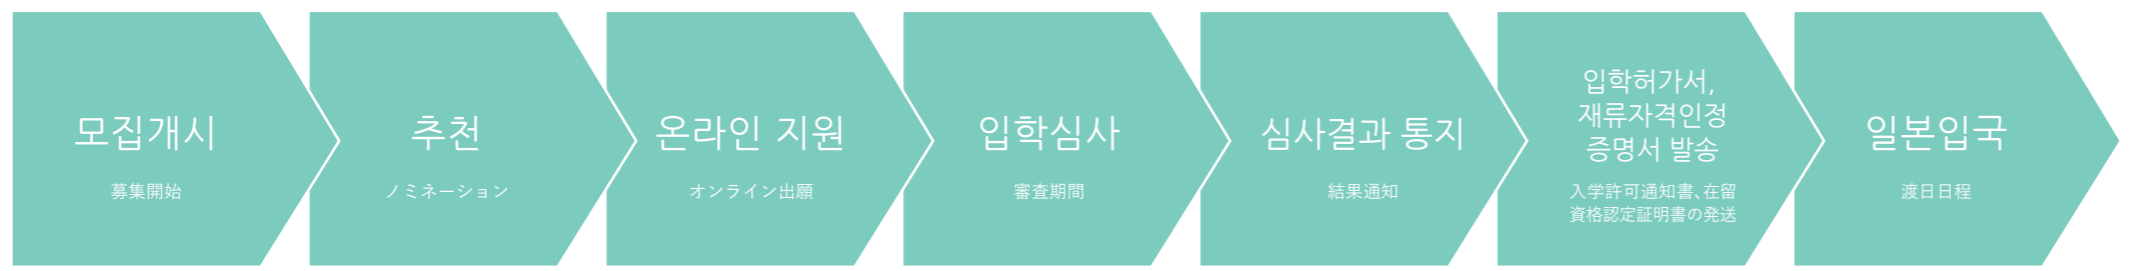 모집개시
募集開始
추천
ノミネーション
온라인 지원
オンライン出願
입학심사
審査期間
심사결과 통지
結果通知
입학허가서,
재류자격인정
증명서 발송
入学許可通知書、在留
資格認定証明書の発送
일본입국
渡日日程